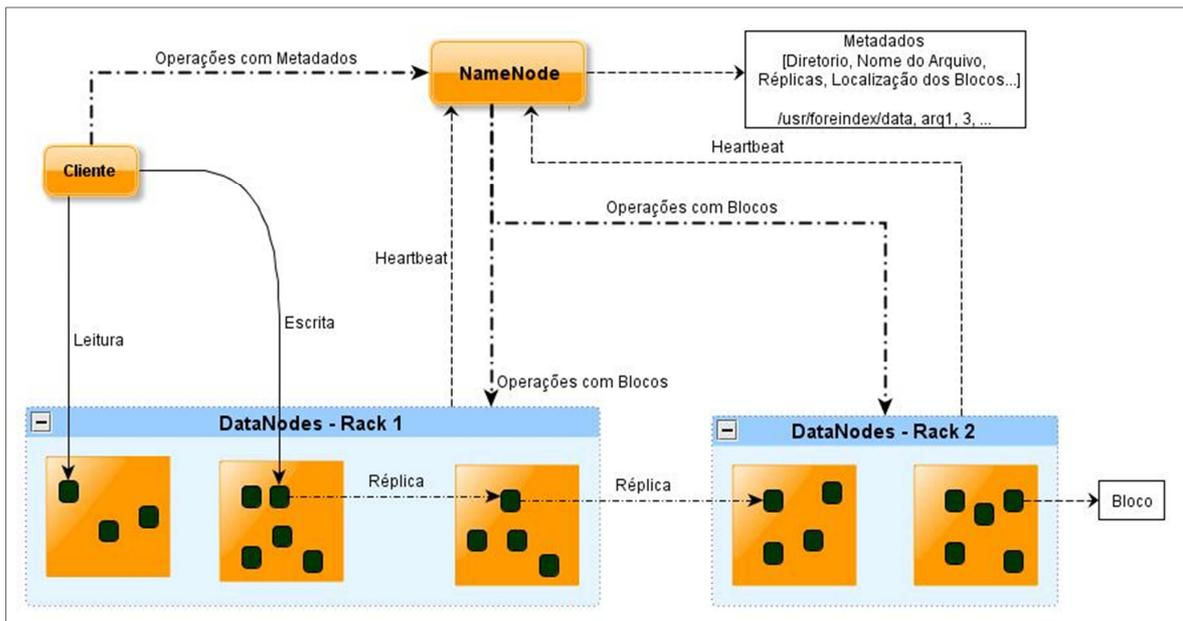 Operações com Metadados
NameNode
Metadados
[Diretorio, Nome do Arquivo,
Réplicas, Localização dos Blocos...]
/usr/foreindex/data, arq1, 3, ...
Heartbeat
Cliente
Operações com Blocos
Heartbeat
Escrita
Leitura
Operações com Blocos
DataNodes - Rack 1
DataNodes - Rack 2
Réplica
Réplica
Bloco